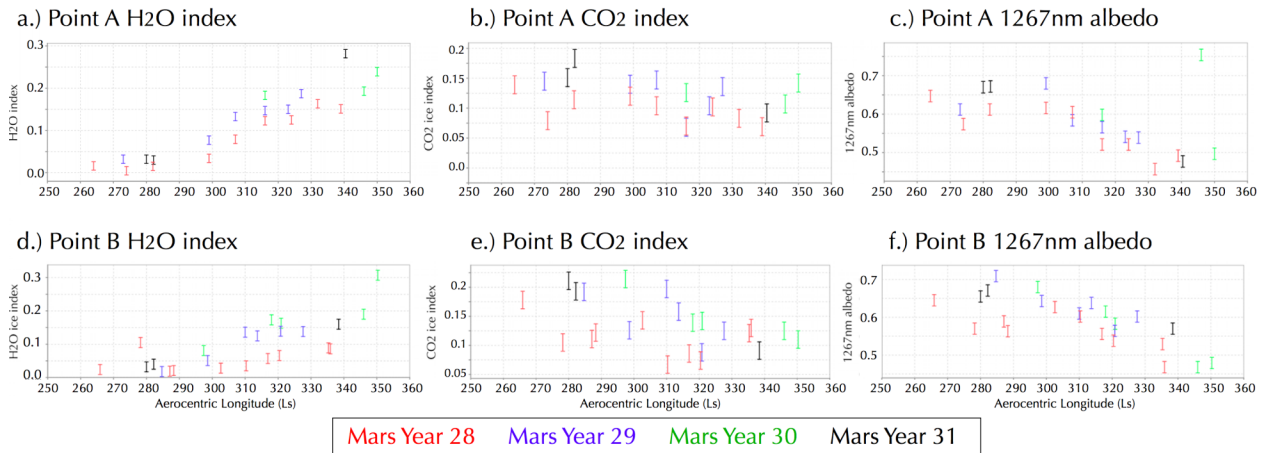 a.) Point A H2O index
b.) Point A CO2 index
c.) Point A 1267nm albedo
H2O index
0.3
0.2
0.1
0.0
250 260 270 280 290 300 310 320 330 340 350 360
CO2 ice index
0.2
0.15
0.10
0.05
0.0
250 260 270 280 290 300 310 320 330 340 350 360
1267nm albedo
0.7
0.6
0.5
250 260 270 280 1290 300 310 320 330 340 350 360
d.) Point B H2O index
e.) Point B CO2 index
f.) Point B 1267nm albedo
H2O ice index
0.3
0.2
0.1
0.0
250 260 270 280 290 300 310 320 330 340 350 360
Aerocentric Longitude (Ls)
CO2 ice index
0.2
0.15
0.1
0.05
250 260 270 280 290 300 310 320 330 340 350 360
Aerocentric Longitude (Ls)
1267nm albedo
0.7
0.6
0.5
250 260 270 280 290 300 310 320 330 340 350 360
Aerocentric Longitude (Ls)
Mars Year 28 Mars Year 29 Mars Year 30 Mars Year 31